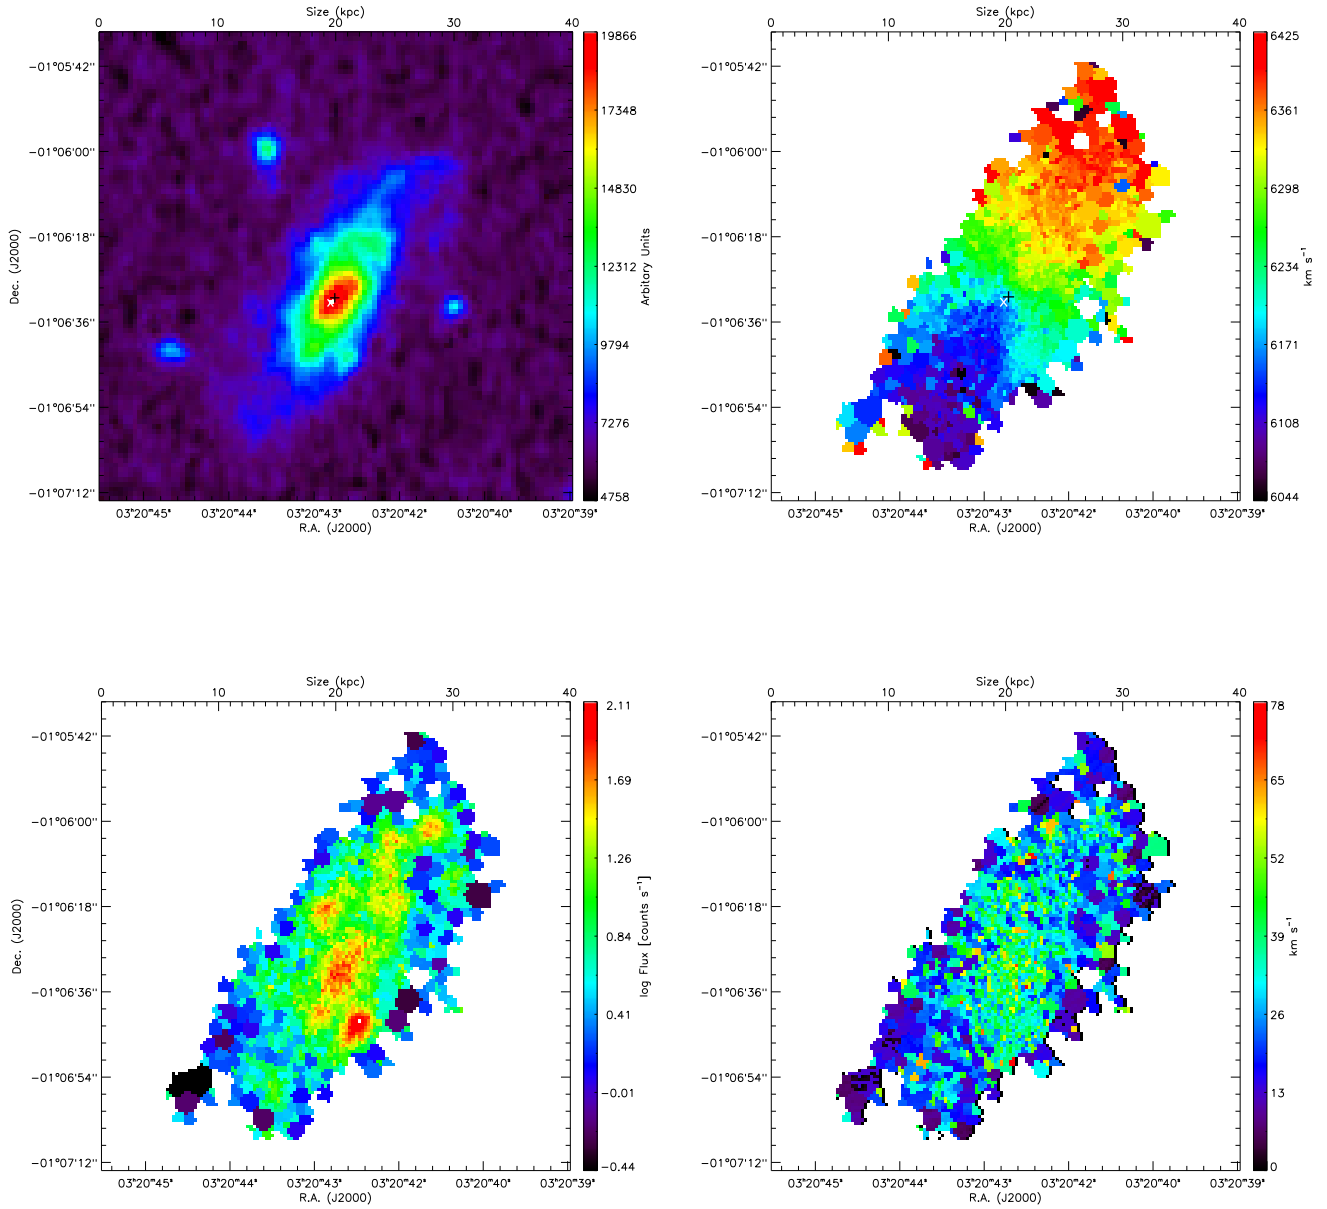 Size (kpc)
0 10 20 30 40
−01°05'42"
−01°06'00"
−01°06'18"
−01°06'36"
−01°06'54"
−01°07'12"
Dec. (J2000)
03ʰ20ᵐ45ˢ 03ʰ20ᵐ44ˢ 03ʰ20ᵐ43ˢ 03ʰ20ᵐ42ˢ 03ʰ20ᵐ40ˢ 03ʰ20ᵐ39ˢ
R.A. (J2000)
19866
17348
14830
12312
9794
7276
4758
Arbitary Units
Size (kpc)
0 10 20 30 40
−01°05'42"
−01°06'00"
−01°06'18"
−01°06'36"
−01°06'54"
−01°07'12"
03ʰ20ᵐ45ˢ 03ʰ20ᵐ44ˢ 03ʰ20ᵐ43ˢ 03ʰ20ᵐ42ˢ 03ʰ20ᵐ40ˢ 03ʰ20ᵐ39ˢ
R.A. (J2000)
6425
6361
6298
6234
6171
6108
6044
km s⁻¹
Size (kpc)
0 10 20 30 40
−01°05'42"
−01°06'00"
−01°06'18"
−01°06'36"
−01°06'54"
−01°07'12"
Dec. (J2000)
03ʰ20ᵐ45ˢ 03ʰ20ᵐ44ˢ 03ʰ20ᵐ43ˢ 03ʰ20ᵐ42ˢ 03ʰ20ᵐ40ˢ 03ʰ20ᵐ39ˢ
R.A. (J2000)
2.11
1.69
1.26
0.84
0.41
−0.01
−0.44
log Flux [counts s⁻¹]
Size (kpc)
0 10 20 30 40
−01°05'42"
−01°06'00"
−01°06'18"
−01°06'36"
−01°06'54"
−01°07'12"
03ʰ20ᵐ45ˢ 03ʰ20ᵐ44ˢ 03ʰ20ᵐ43ˢ 03ʰ20ᵐ42ˢ 03ʰ20ᵐ40ˢ 03ʰ20ᵐ39ˢ
R.A. (J2000)
78
65
52
39
26
13
0
km s⁻¹